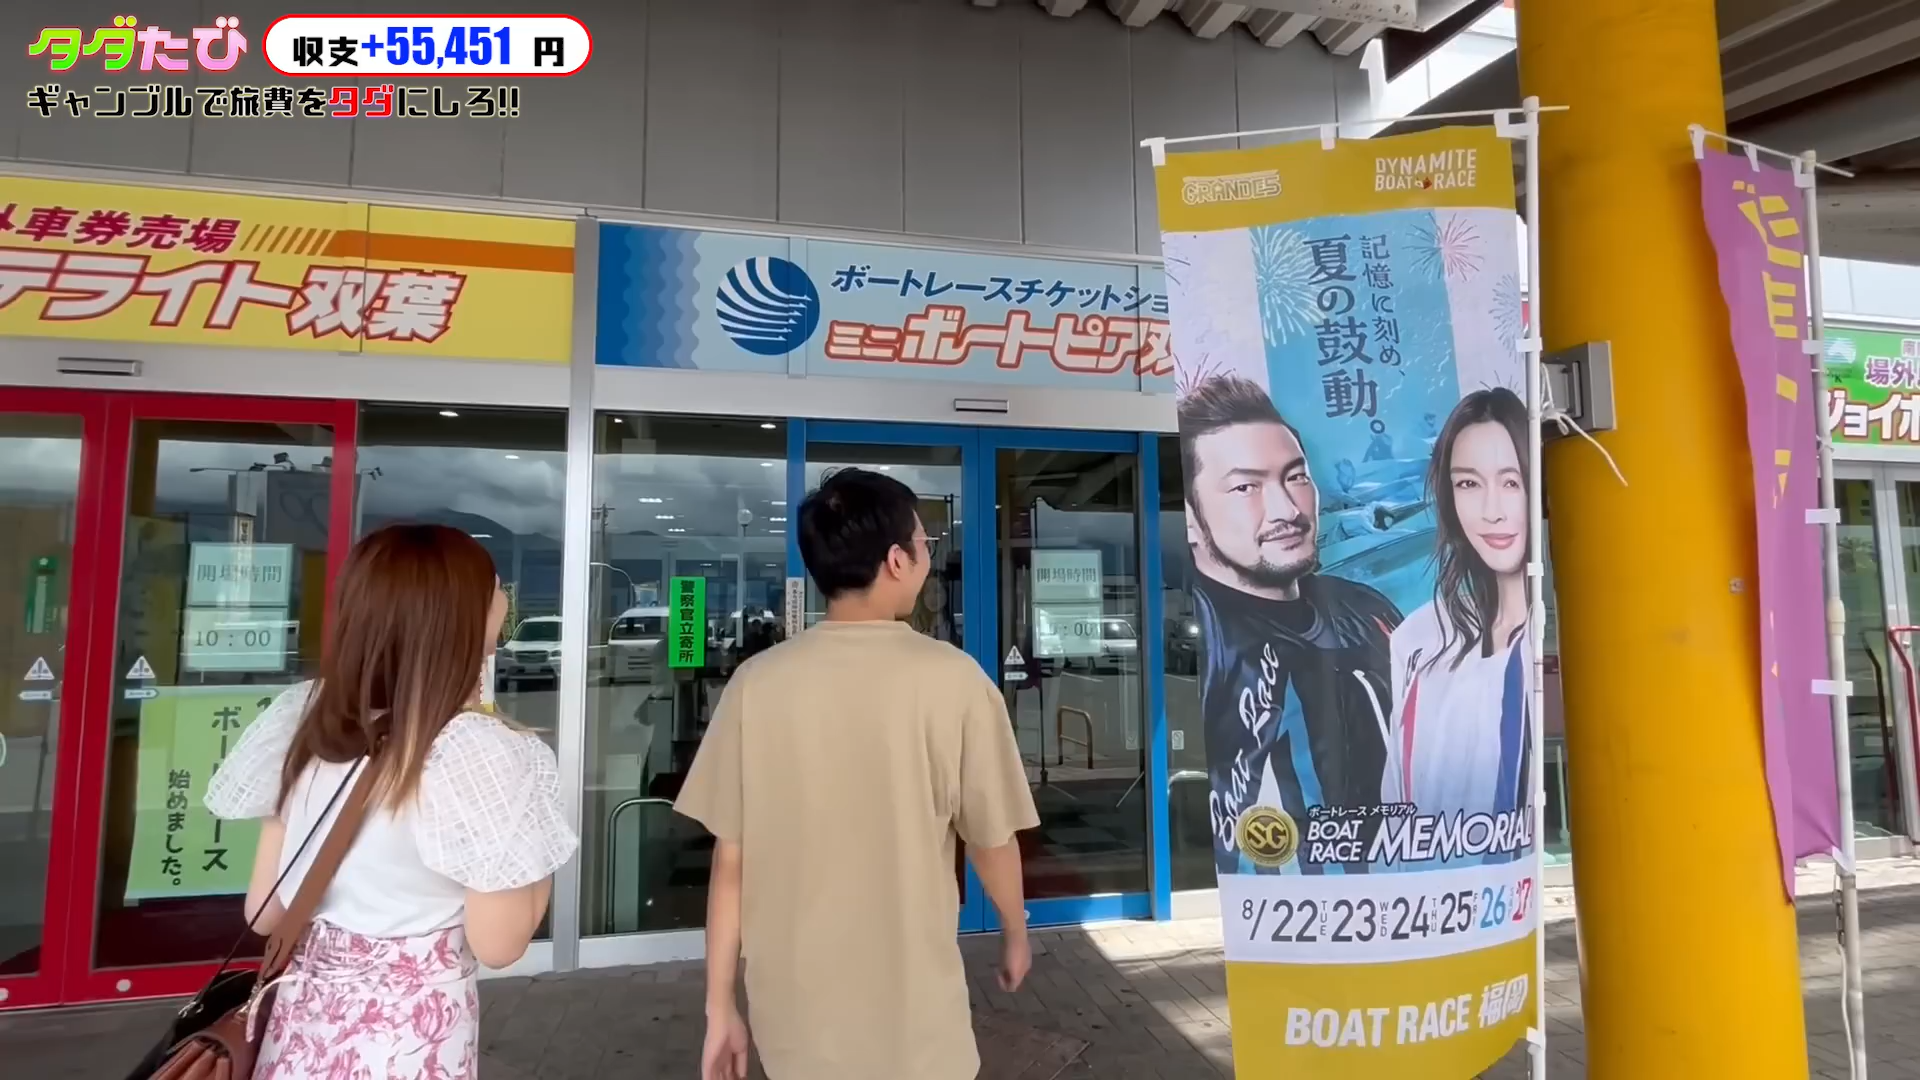 タダたび
収支+55,451 円
ギャンブルで旅費をタダにしろ!!
車券売場
テライト双葉
ボートレースチケットショ
ミニボートピア双
開場時間
10:00
ボートレース
始めました。
警察官立寄所
開場時間
:00
GRANDE5
DYNAMITE
BOAT RACE
記憶に刻め、
夏の鼓動。
Boat Race
SG
ボートレース メモリアル
BOAT RACE MEMORIAL
8/22 TUE 23 WED 24 THU 25 FRI 26 27
BOAT RACE 福岡
場外
ジョイホ